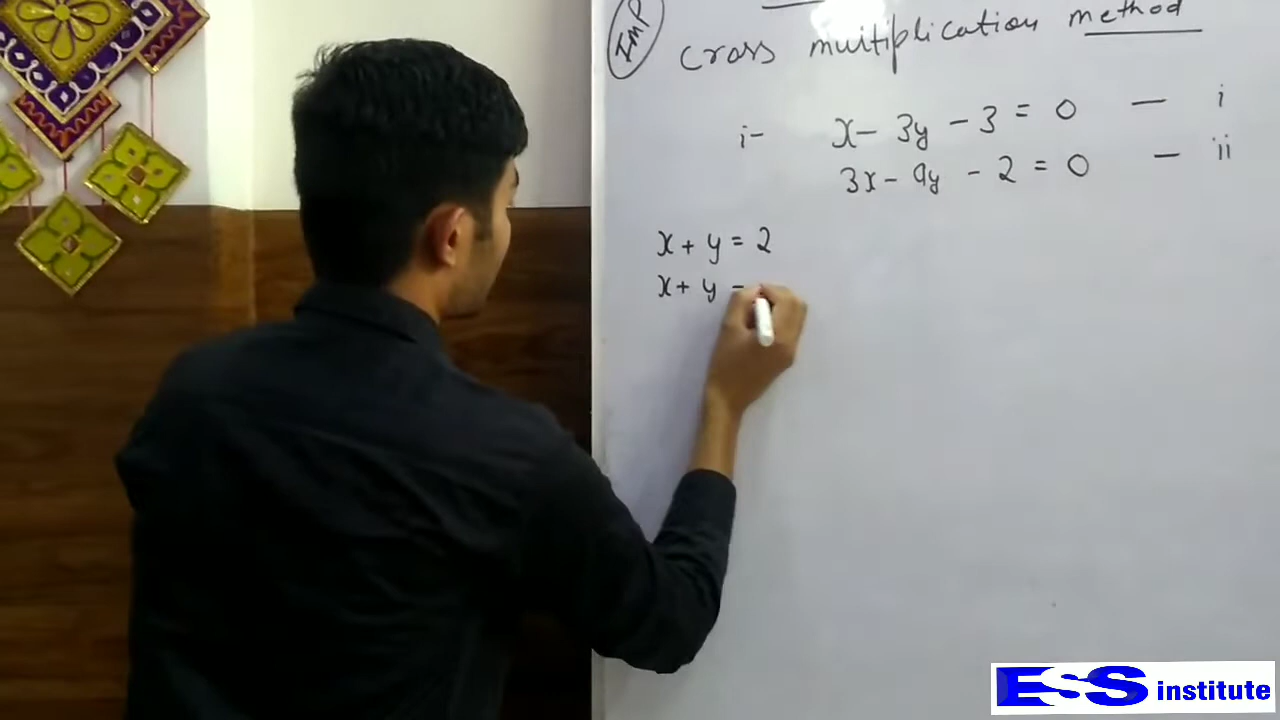 IMP
Cross multiplication method
i- x - 3y - 3 = 0 — i
3x - 9y - 2 = 0 — ii
x + y = 2
x + y -
ESS institute